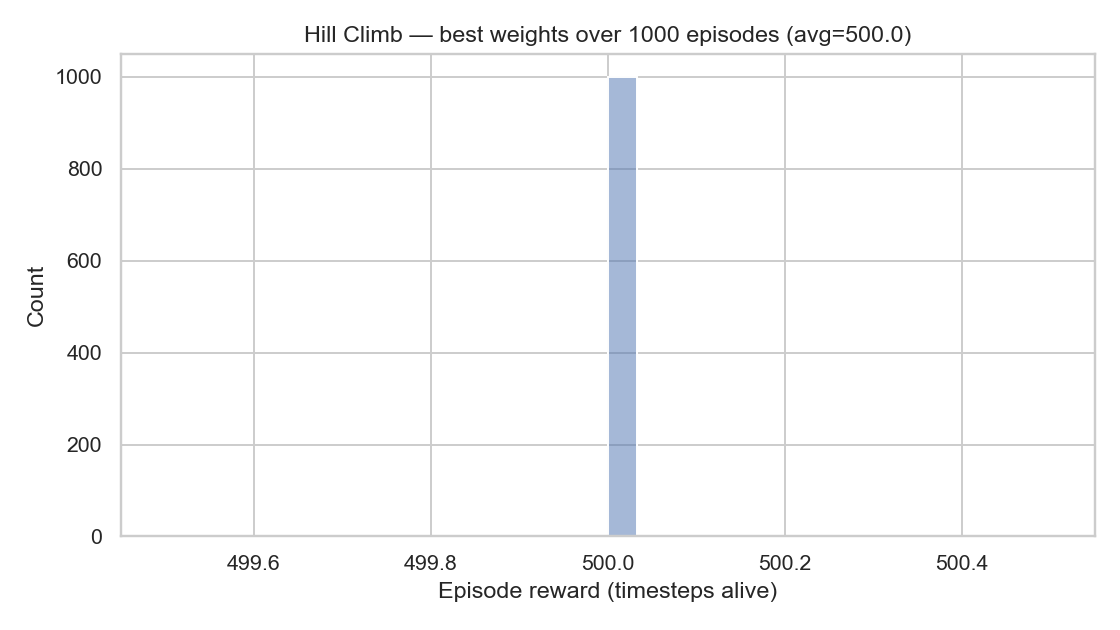 Hill Climb — best weights over 1000 episodes (avg=500.0)
1000
800
600
400
200
0
Count
499.6 499.8 500.0 500.2 500.4
Episode reward (timesteps alive)